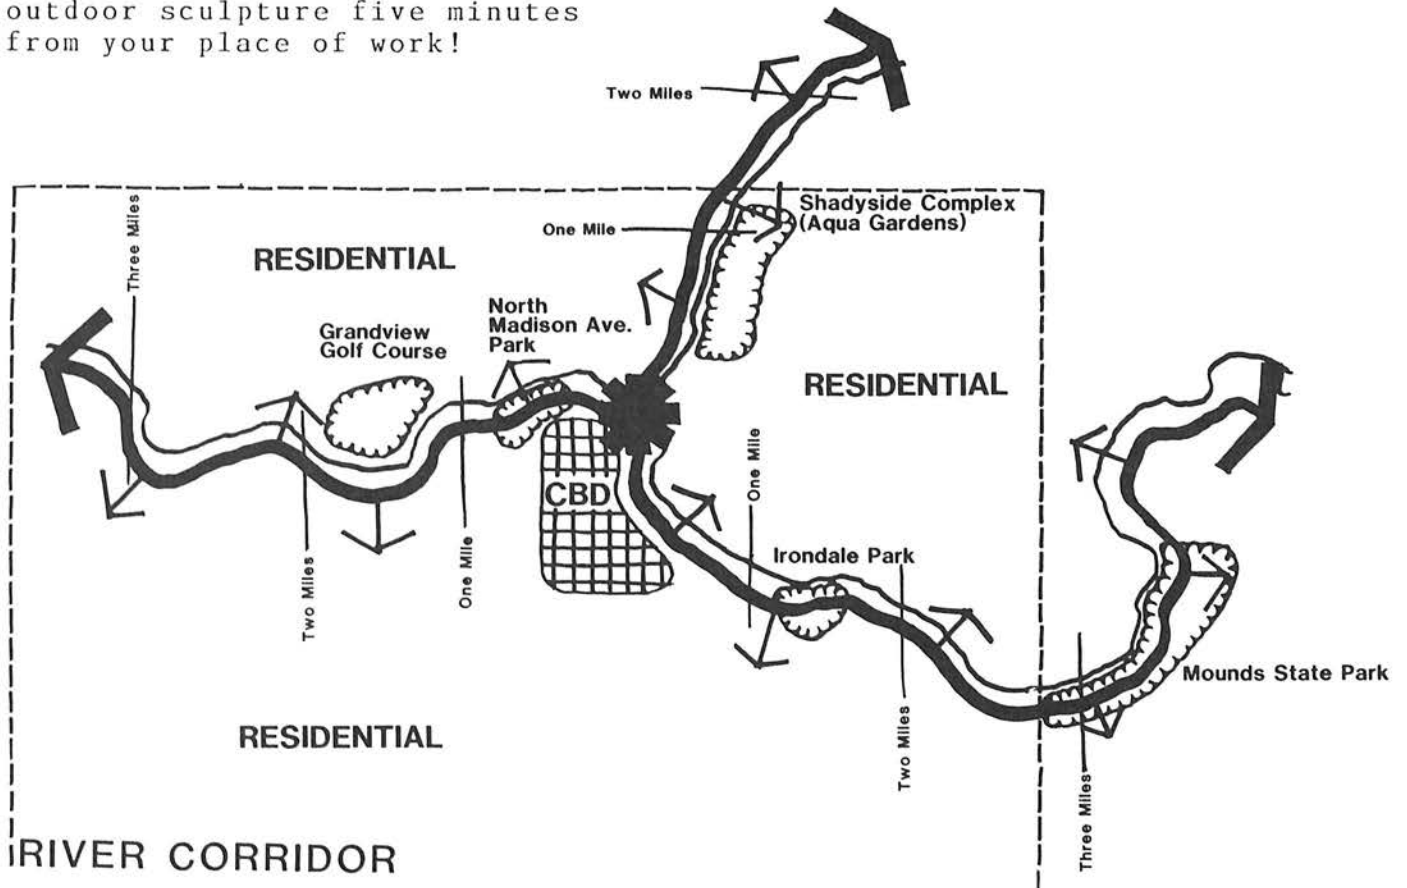 outdoor sculpture five minutes
from your place of work!
Two Miles
Shadyside Complex
(Aqua Gardens)
One Mile
Three Miles
RESIDENTIAL
North
Madison Ave.
Park
Grandview
Golf Course
RESIDENTIAL
CBD
One Mile
Irondale Park
Two Miles
One Mile
Mounds State Park
RESIDENTIAL
Two Miles
Three Miles
RIVER CORRIDOR